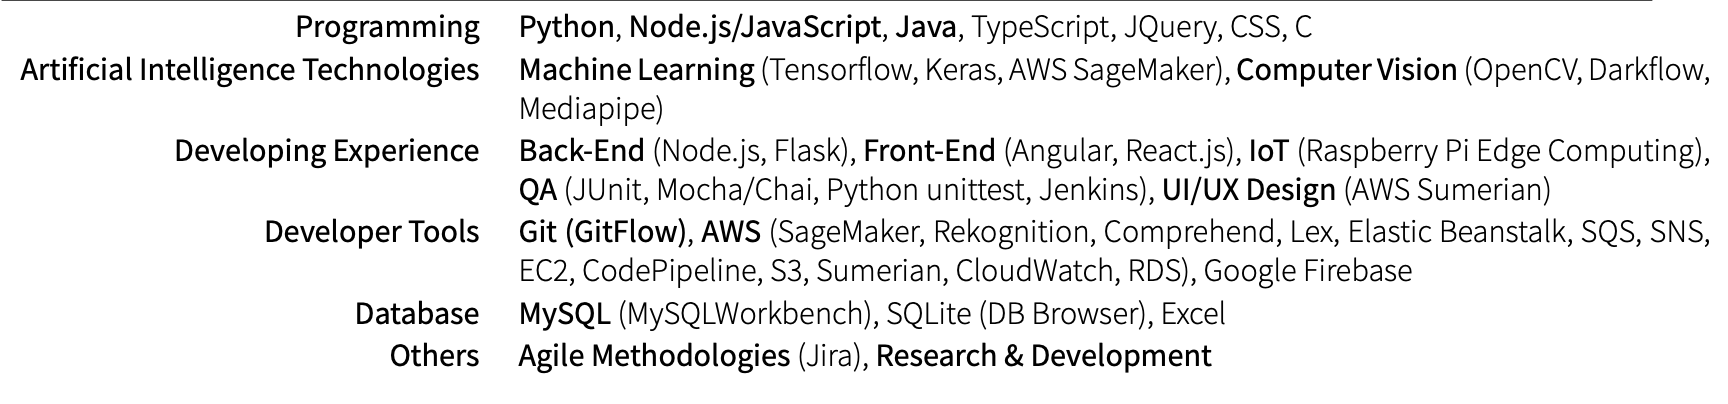 Programming Python, Node.js/JavaScript, Java, TypeScript, JQuery, CSS, C
Artificial Intelligence Technologies Machine Learning (Tensorflow, Keras, AWS SageMaker), Computer Vision (OpenCV, Darkflow,
Mediapipe)
Developing Experience Back-End (Node.js, Flask), Front-End (Angular, React.js), IoT (Raspberry Pi Edge Computing),
QA (JUnit, Mocha/Chai, Python unittest, Jenkins), UI/UX Design (AWS Sumerian)
Developer Tools Git (GitFlow), AWS (SageMaker, Rekognition, Comprehend, Lex, Elastic Beanstalk, SQS, SNS,
EC2, CodePipeline, S3, Sumerian, CloudWatch, RDS), Google Firebase
Database MySQL (MySQLWorkbench), SQLite (DB Browser), Excel
Others Agile Methodologies (Jira), Research & Development